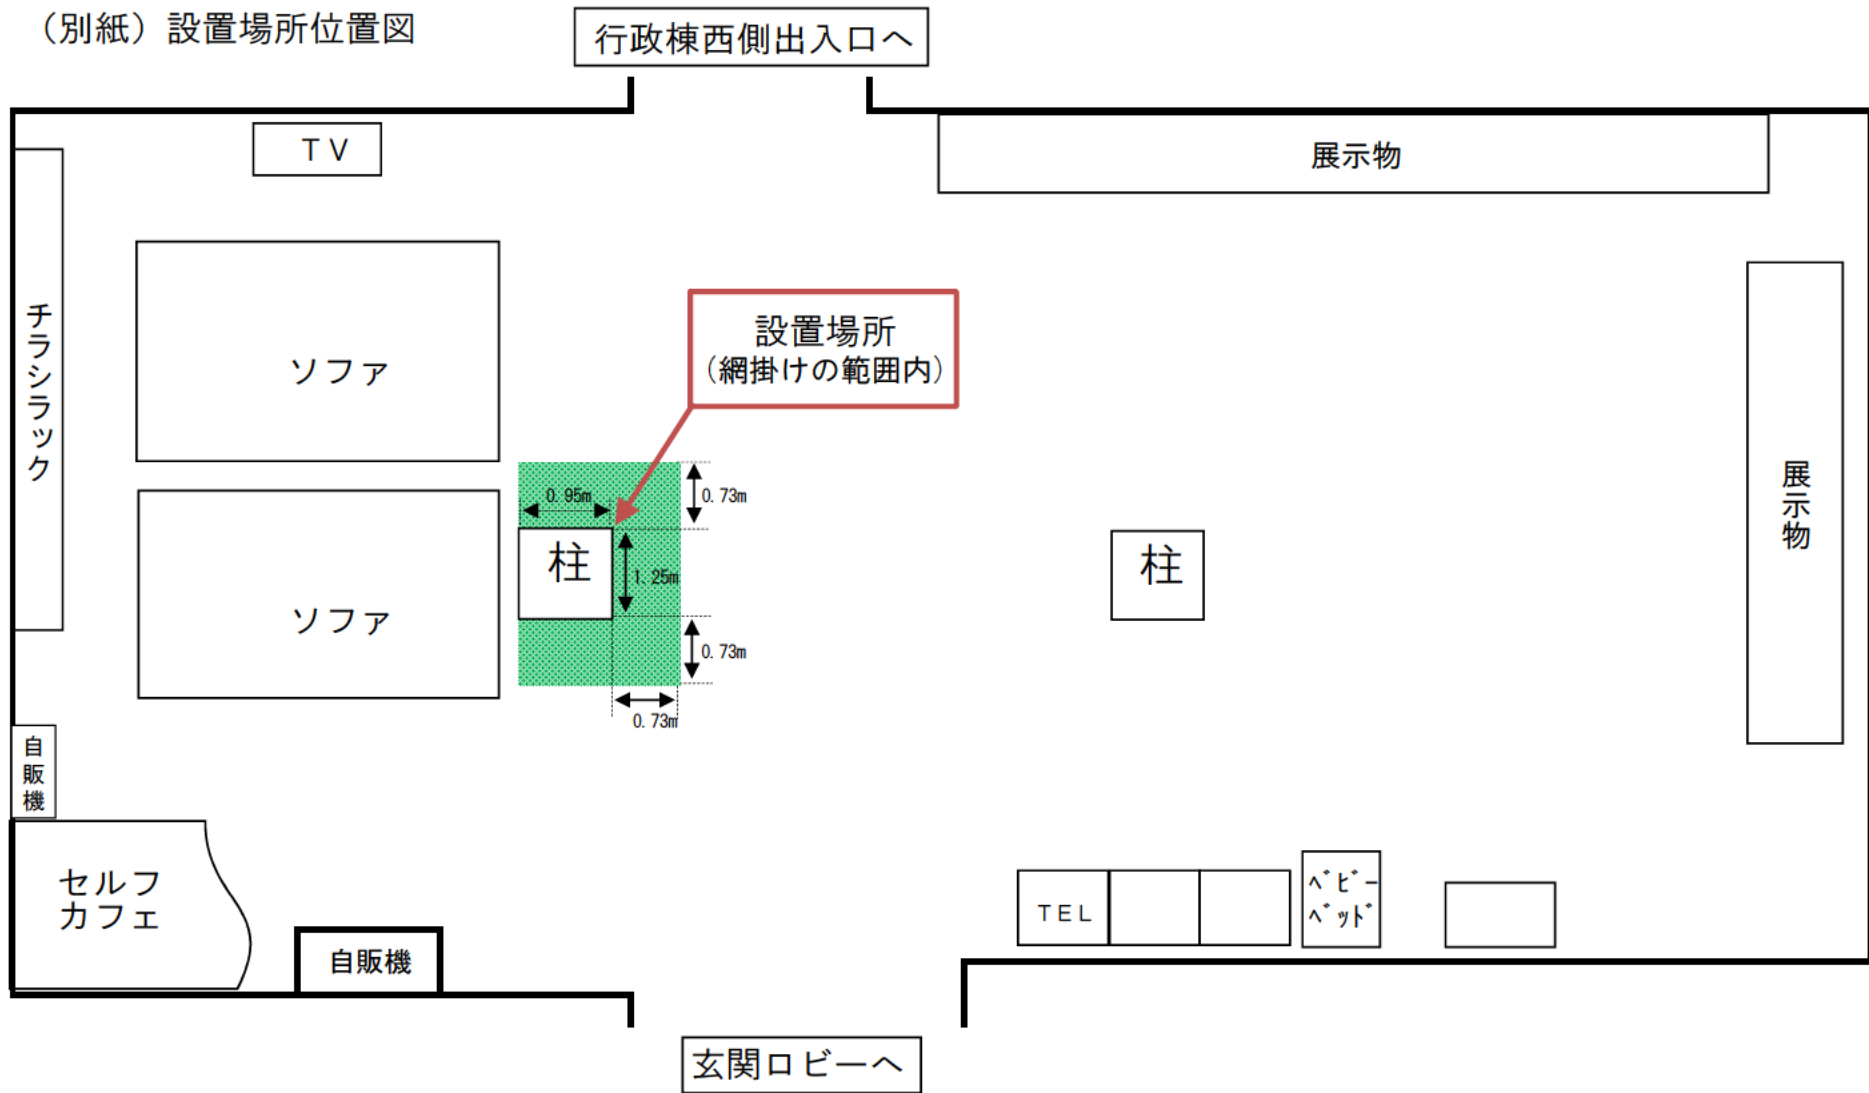 （別紙）設置場所位置図
行政棟西側出入口へ
ＴＶ
展示物
チラシラック
ソファ
設置場所
（網掛けの範囲内）
0.95m
0.73m
柱
1.25m
柱
展示物
ソファ
0.73m
0.73m
自販機
セルフ
カフェ
自販機
ＴＥＬ
ﾍﾞﾋﾞｰ
ﾍﾞｯﾄﾞ
玄関ロビーへ